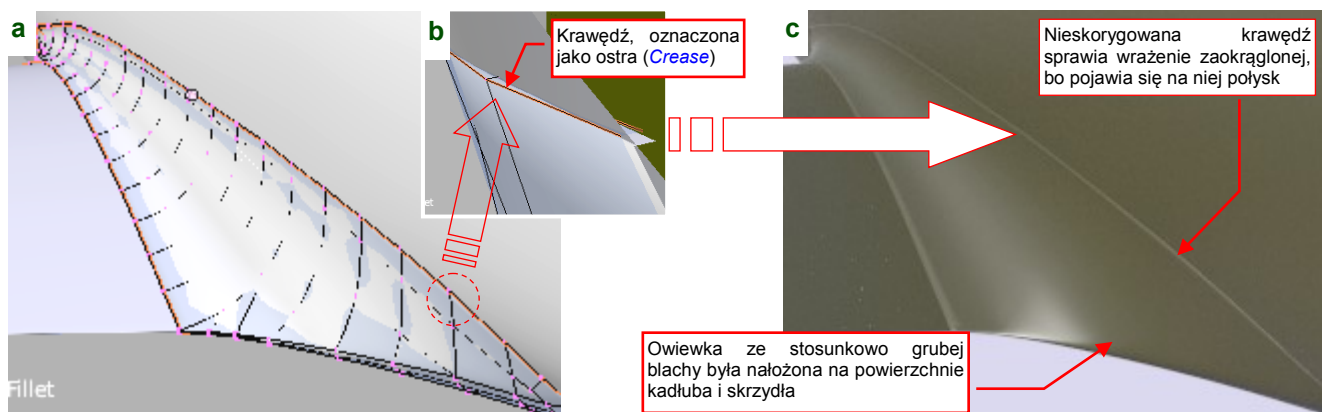 a
b
c
Krawędź, oznaczona
jako ostra (Crease)
Nieskorygowana krawędź
sprawia wrażenie zaokrąglonej,
bo pojawia się na niej połysk
Owiewka ze stosunkowo grubej
blachy była nałożona na powierzchnie
kadłuba i skrzydła
Fillet
llet